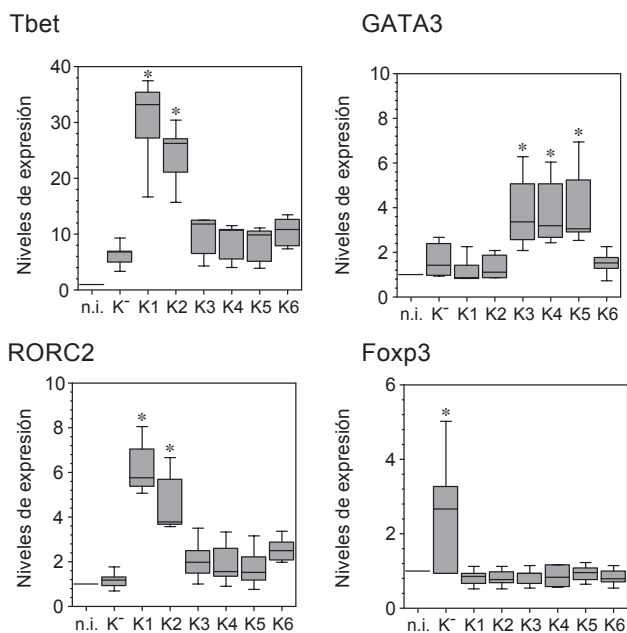 Tbet
GATA3
Niveles de expresión
40
30
20
10
0
* *
n.i. K⁻ K1 K2 K3 K4 K5 K6
Niveles de expresión
10
8
6
4
2
0
* * *
n.i. K⁻ K1 K2 K3 K4 K5 K6
RORC2
Foxp3
Niveles de expresión
10
8
6
4
2
0
* *
n.i. K⁻ K1 K2 K3 K4 K5 K6
Niveles de expresión
6
4
2
0
*
n.i. K⁻ K1 K2 K3 K4 K5 K6